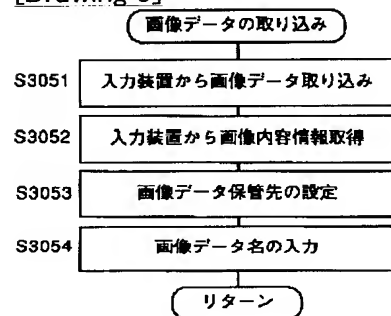 画像データの取り込み
S3051 入力装置から画像データ取り込み
S3052 入力装置から画像内容情報取得
S3053 画像データ保管先の設定
S3054 画像データ名の入力
リターン